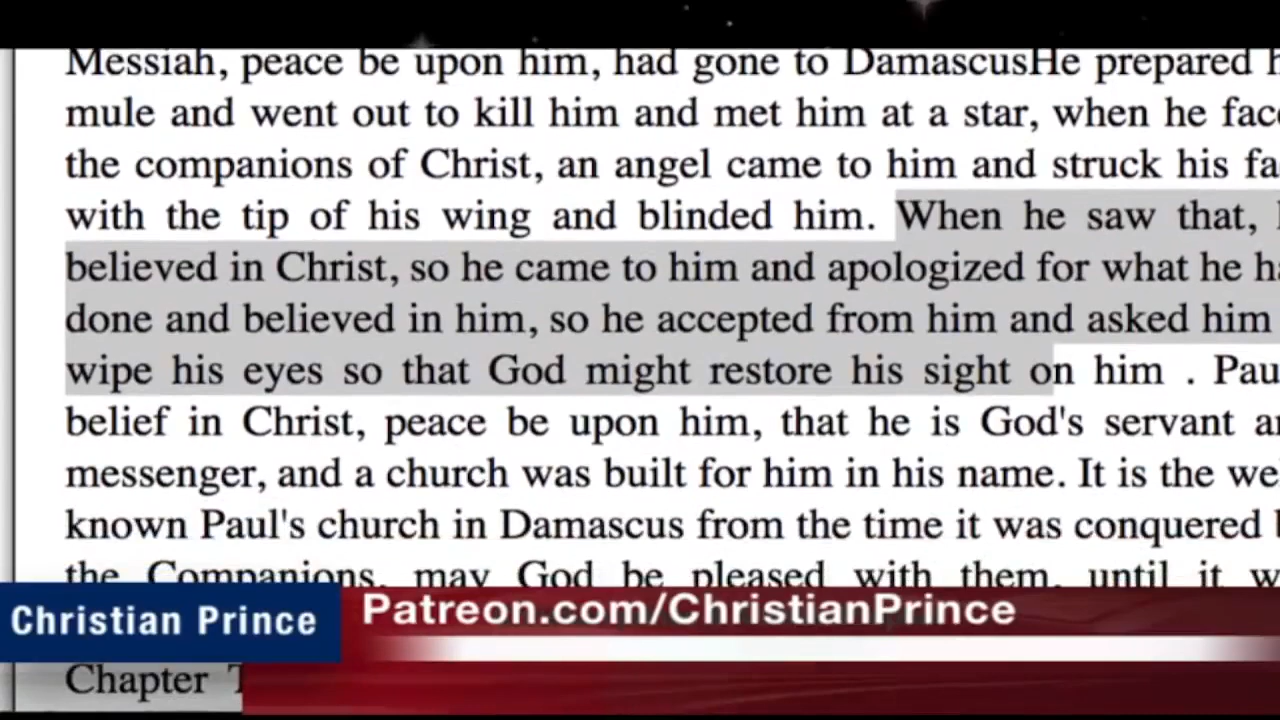 Messiah, peace be upon him, had gone to DamascusHe prepared
mule and went out to kill him and met him at a star, when he
the companions of Christ, an angel came to him and struck his
with the tip of his wing and blinded him. When he saw that,
believed in Christ, so he came to him and apologized for what he
done and believed in him, so he accepted from him and asked him
wipe his eyes so that God might restore his sight on him .
belief in Christ, peace be upon him, that he is God's servant
messenger, and a church was built for him in his name. It is the
known Paul's church in Damascus from the time it was conquered
the Companions, may God be pleased with them, until it
Christian Prince
Patreon.com/ChristianPrince
Chapter